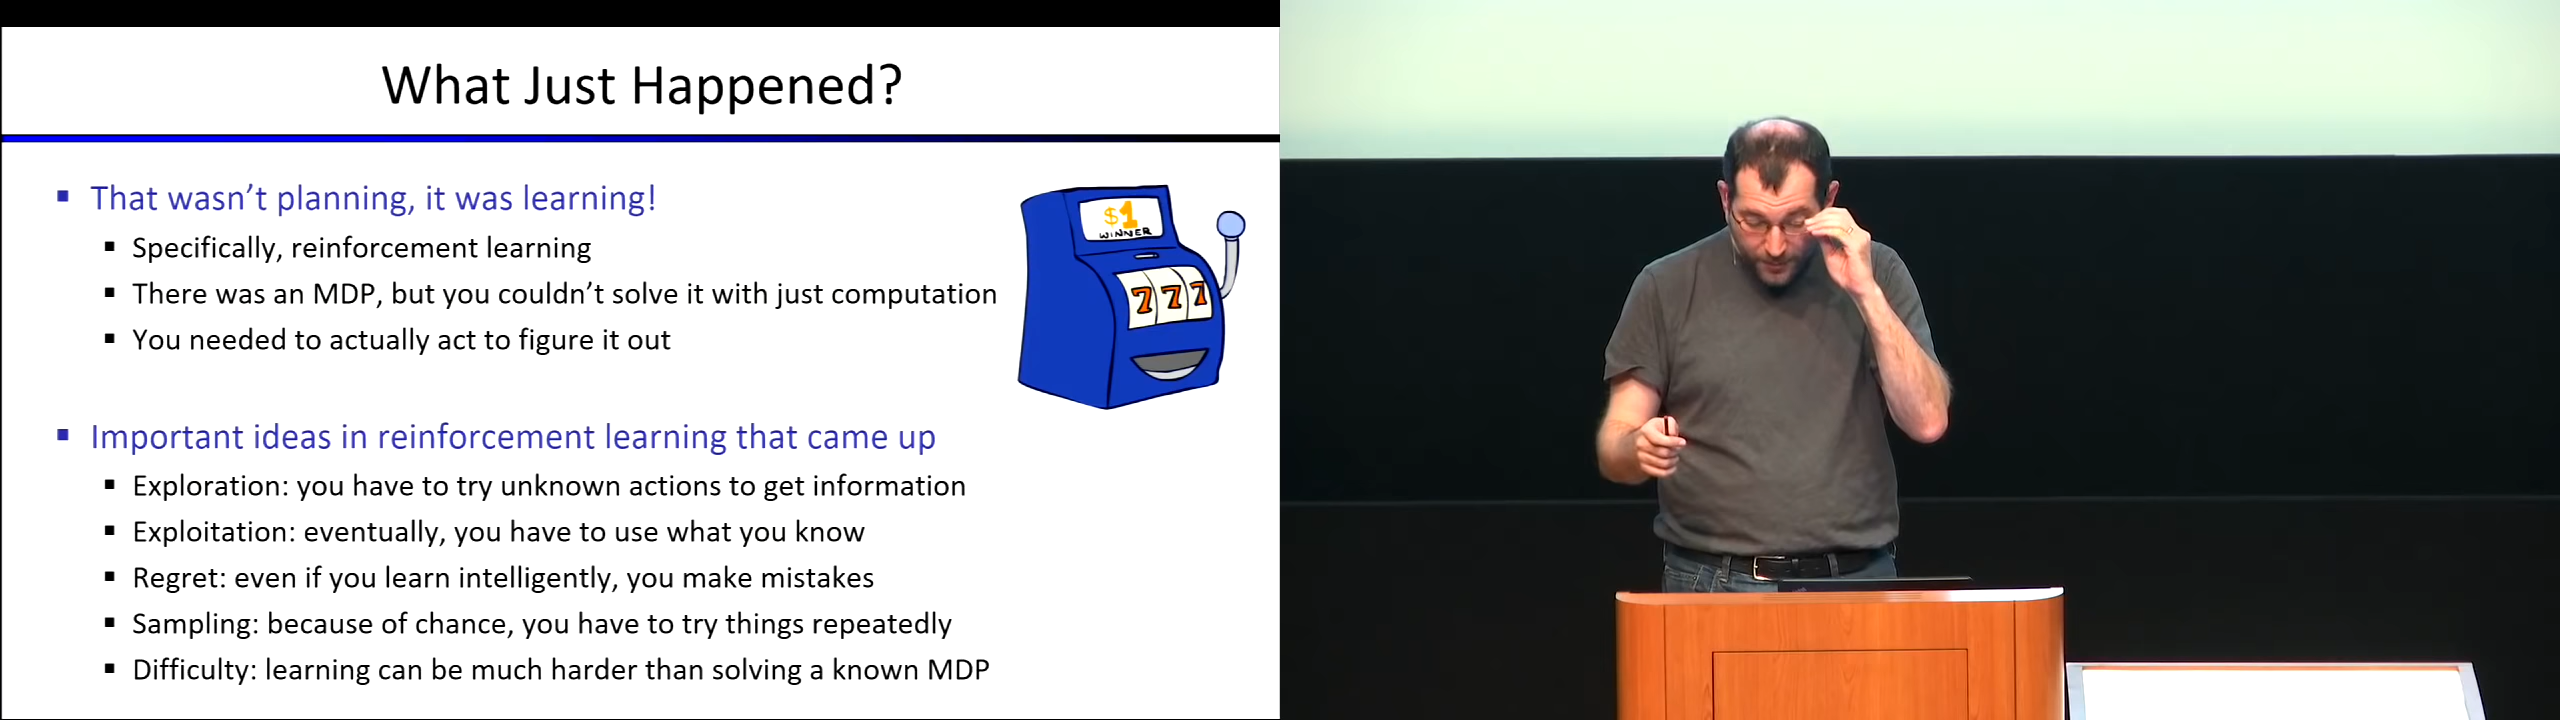 What Just Happened?
▪ That wasn't planning, it was learning!
▪ Specifically, reinforcement learning
▪ There was an MDP, but you couldn't solve it with just computation
▪ You needed to actually act to figure it out
$1
WINNER
7 7 7
▪ Important ideas in reinforcement learning that came up
▪ Exploration: you have to try unknown actions to get information
▪ Exploitation: eventually, you have to use what you know
▪ Regret: even if you learn intelligently, you make mistakes
▪ Sampling: because of chance, you have to try things repeatedly
▪ Difficulty: learning can be much harder than solving a known MDP